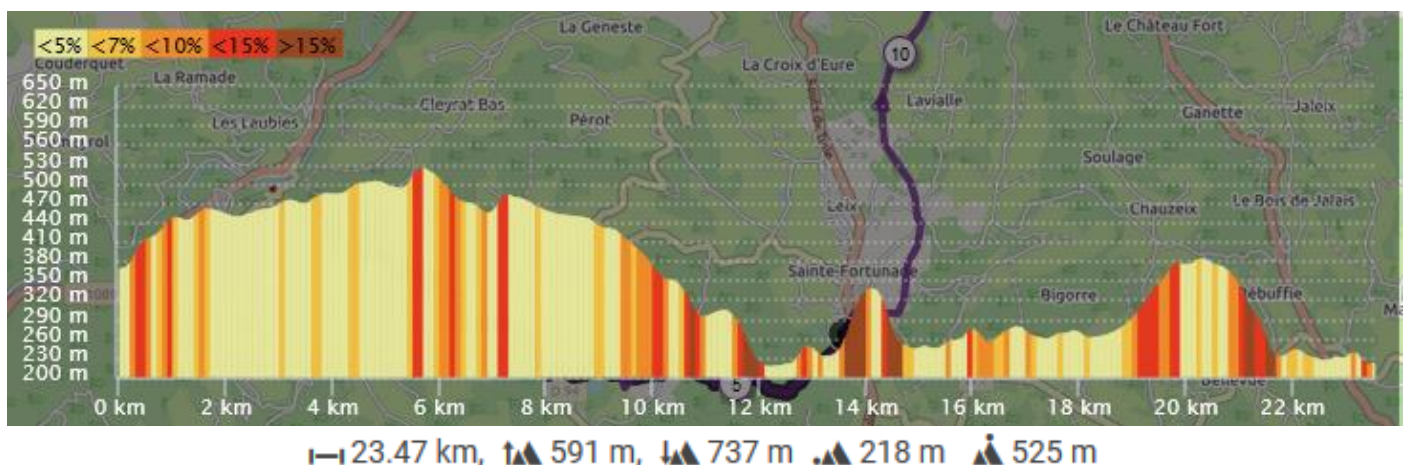 <5% <7% <10% <15% >15%
La Geneste
Le Château Fort
Couderquet
La Croix d'Eure
10
La Ramade
650 m
620 m
Cleyrat Bas
Lavialle
Jaleix
590 m
Les Laubies
Pérot
Ganette
560 m
530 m
Soulage
500 m
470 m
Leix
Chauzeix
Le Bois de Jalais
440 m
410 m
380 m
350 m
Sainte-Fortunade
320 m
Bigorre
290 m
260 m
230 m
200 m
5
Bellevue
0 km 2 km 4 km 6 km 8 km 10 km 12 km 14 km 16 km 18 km 20 km 22 km
23.47 km, 591 m, 737 m 218 m 525 m